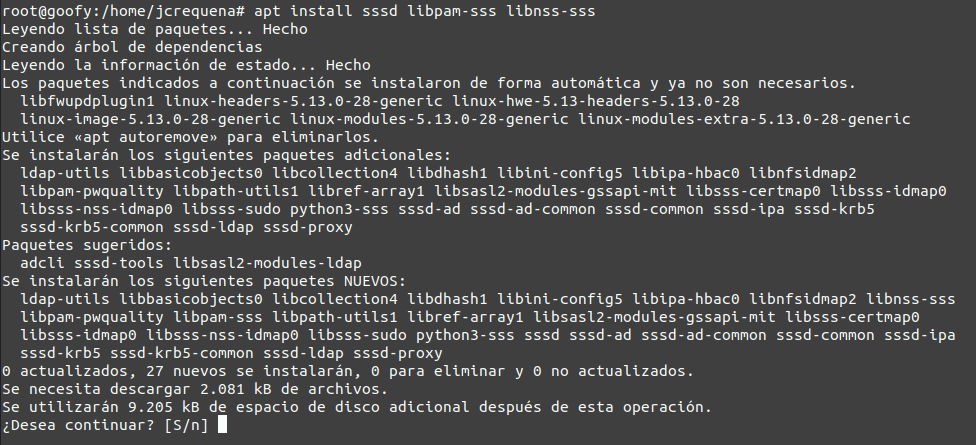 root@goofy:/home/jcrequena# apt install sssd libpam-sss libnss-sss
Leyendo lista de paquetes... Hecho
Creando árbol de dependencias
Leyendo la información de estado... Hecho
Los paquetes indicados a continuación se instalaron de forma automática y ya no son necesarios.
  libfwupdplugin1 linux-headers-5.13.0-28-generic linux-hwe-5.13-headers-5.13.0-28
  linux-image-5.13.0-28-generic linux-modules-5.13.0-28-generic linux-modules-extra-5.13.0-28-generic
Utilice «apt autoremove» para eliminarlos.
Se instalarán los siguientes paquetes adicionales:
  ldap-utils libbasicobjects0 libcollection4 libdhash1 libini-config5 libipa-hbac0 libnfsidmap2
  libpam-pwquality libpath-utils1 libref-array1 libsasl2-modules-gssapi-mit libsss-certmap0 libsss-idmap0
  libsss-nss-idmap0 libsss-sudo python3-sss sssd-ad sssd-ad-common sssd-common sssd-ipa sssd-krb5
  sssd-krb5-common sssd-ldap sssd-proxy
Paquetes sugeridos:
  adcli sssd-tools libsasl2-modules-ldap
Se instalarán los siguientes paquetes NUEVOS:
  ldap-utils libbasicobjects0 libcollection4 libdhash1 libini-config5 libipa-hbac0 libnfsidmap2 libnss-sss
  libpam-pwquality libpam-sss libpath-utils1 libref-array1 libsasl2-modules-gssapi-mit libsss-certmap0
  libsss-idmap0 libsss-nss-idmap0 libsss-sudo python3-sss sssd sssd-ad sssd-ad-common sssd-common sssd-ipa
  sssd-krb5 sssd-krb5-common sssd-ldap sssd-proxy
0 actualizados, 27 nuevos se instalarán, 0 para eliminar y 0 no actualizados.
Se necesita descargar 2.081 kB de archivos.
Se utilizarán 9.205 kB de espacio de disco adicional después de esta operación.
¿Desea continuar? [S/n]